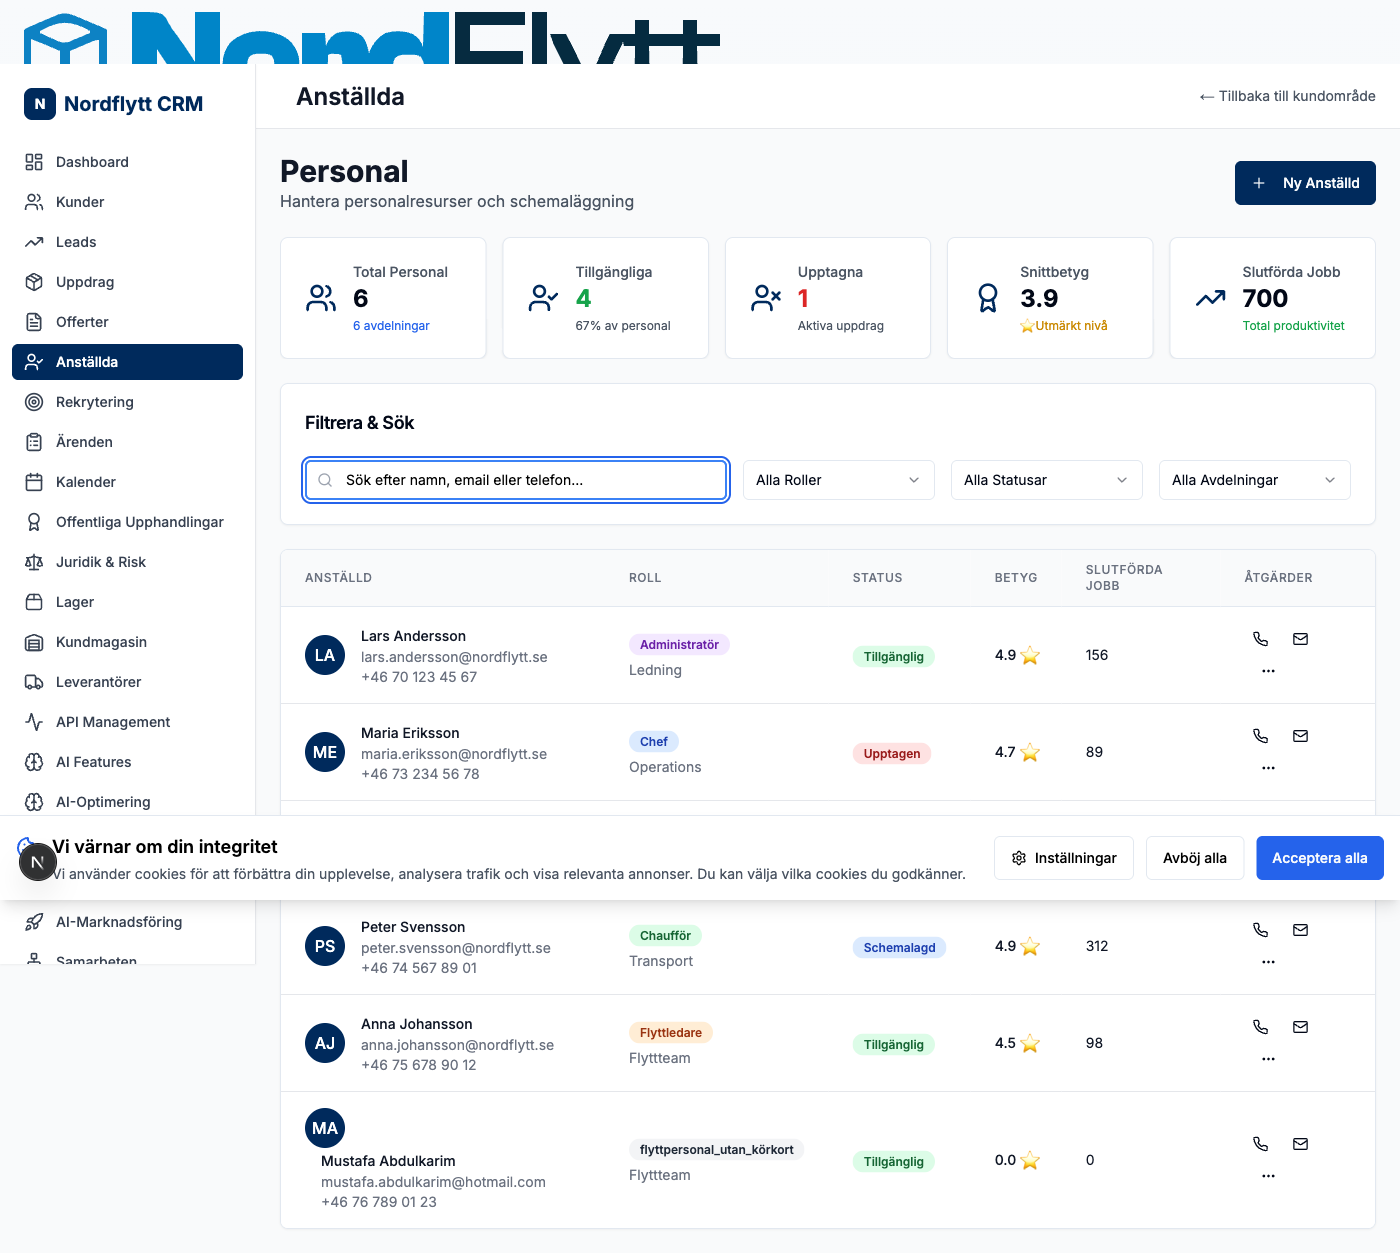 NordFlytt
N Nordflytt CRM
Dashboard
Kunder
Leads
Uppdrag
Offerter
Anställda
Rekrytering
Ärenden
Kalender
Offentliga Upphandlingar
Juridik & Risk
Lager
Kundmagasin
Leverantörer
API Management
AI Features
AI-Optimering
AI-Marknadsföring
Samarbeten
Anställda
← Tillbaka till kundområde
Personal
Hantera personalresurser och schemaläggning
Ny Anställd
Total Personal
6
6 avdelningar
Tillgängliga
4
67% av personal
Upptagna
1
Aktiva uppdrag
Snittbetyg
3.9
⭐Utmärkt nivå
Slutförda Jobb
700
Total produktivitet
Filtrera & Sök
Sök efter namn, email eller telefon...
Alla Roller
Alla Statusar
Alla Avdelningar
ANSTÄLLD ROLL STATUS BETYG SLUTFÖRDA JOBB ÅTGÄRDER
LA
Lars Andersson
lars.andersson@nordflytt.se
+46 70 123 45 67
Administratör
Ledning
Tillgänglig
4.9 ⭐
156
ME
Maria Eriksson
maria.eriksson@nordflytt.se
+46 73 234 56 78
Chef
Operations
Upptagen
4.7 ⭐
89
Vi värnar om din integritet
Vi använder cookies för att förbättra din upplevelse, analysera trafik och visa relevanta annonser. Du kan välja vilka cookies du godkänner.
N
Inställningar
Avböj alla
Acceptera alla
PS
Peter Svensson
peter.svensson@nordflytt.se
+46 74 567 89 01
Chaufför
Transport
Schemalagd
4.9 ⭐
312
AJ
Anna Johansson
anna.johansson@nordflytt.se
+46 75 678 90 12
Flyttledare
Flyttteam
Tillgänglig
4.5 ⭐
98
MA
Mustafa Abdulkarim
mustafa.abdulkarim@hotmail.com
+46 76 789 01 23
flyttpersonal_utan_körkort
Flyttteam
Tillgänglig
0.0 ⭐
0